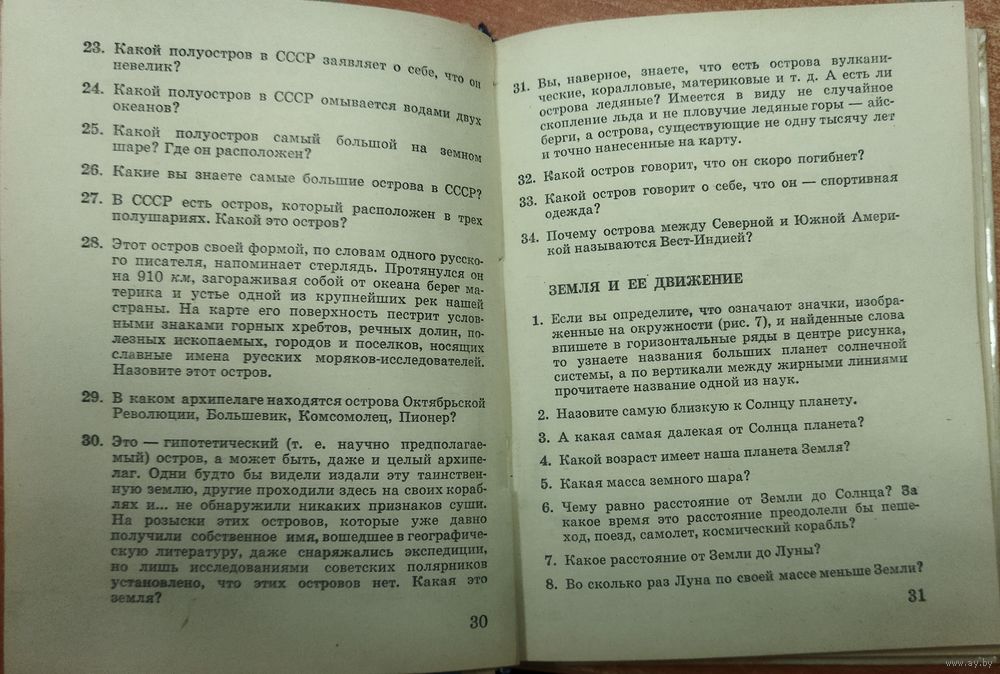 23. Какой полуостров в СССР заявляет о себе, что он
невелик?
24. Какой полуостров в СССР омывается водами двух
океанов?
25. Какой полуостров самый большой на земном
шаре? Где он расположен?
26. Какие вы знаете самые большие острова в СССР?
27. В СССР есть остров, который расположен в трех
полушариях. Какой это остров?
28. Этот остров своей формой, по словам одного русско-
го писателя, напоминает стерлядь. Протянулся он
на 910 км, загораживая собой от океана берег ма-
терика и устье одной из крупнейших рек нашей
страны. На карте его поверхность пестрит услов-
ными знаками горных хребтов, речных долин, по-
лезных ископаемых, городов и поселков, носящих
славные имена русских моряков-исследователей.
Назовите этот остров.
29. В каком архипелаге находятся острова Октябрьской
Революции, Большевик, Комсомолец, Пионер?
30. Это — гипотетический (т. е. научно предполагае-
мый) остров, а может быть, даже и целый архипе-
лаг. Одни будто бы видели издали эту таинствен-
ную землю, другие проходили здесь на своих кораб-
лях и... не обнаружили никаких признаков суши.
На розыски этих островов, которые уже давно
получили собственное имя, вошедшее в географиче-
скую литературу, даже снаряжались экспедиции,
но лишь исследованиями советских полярников
установлено, что этих островов нет. Какая это
земля?
30
31. Вы, наверное, знаете, что есть острова вулкани-
ческие, коралловые, материковые и т. д. А есть ли
острова ледяные? Имеется в виду не случайное
скопление льда и не пловучие ледяные горы — айс-
берги, а острова, существующие не одну тысячу лет
и точно нанесенные на карту.
32. Какой остров говорит, что он скоро погибнет?
33. Какой остров говорит о себе, что он — спортивная
одежда?
34. Почему острова между Северной и Южной Амери-
кой называются Вест-Индией?
ЗЕМЛЯ И ЕЕ ДВИЖЕНИЕ
1. Если вы определите, что означают значки, изобра-
женные на окружности (рис. 7), и найденные слова
впишете в горизонтальные ряды в центре рисунка,
то узнаете названия больших планет солнечной
системы, а по вертикали между жирными линиями
прочитаете название одной из наук.
2. Назовите самую близкую к Солнцу планету.
3. А какая самая далекая от Солнца планета?
4. Какой возраст имеет наша планета Земля?
5. Какая масса земного шара?
6. Чему равно расстояние от Земли до Солнца? За
какое время это расстояние преодолели бы пеше-
ход, поезд, самолет, космический корабль?
7. Какое расстояние от Земли до Луны?
8. Во сколько раз Луна по своей массе меньше Земли?
31
www.ay.by